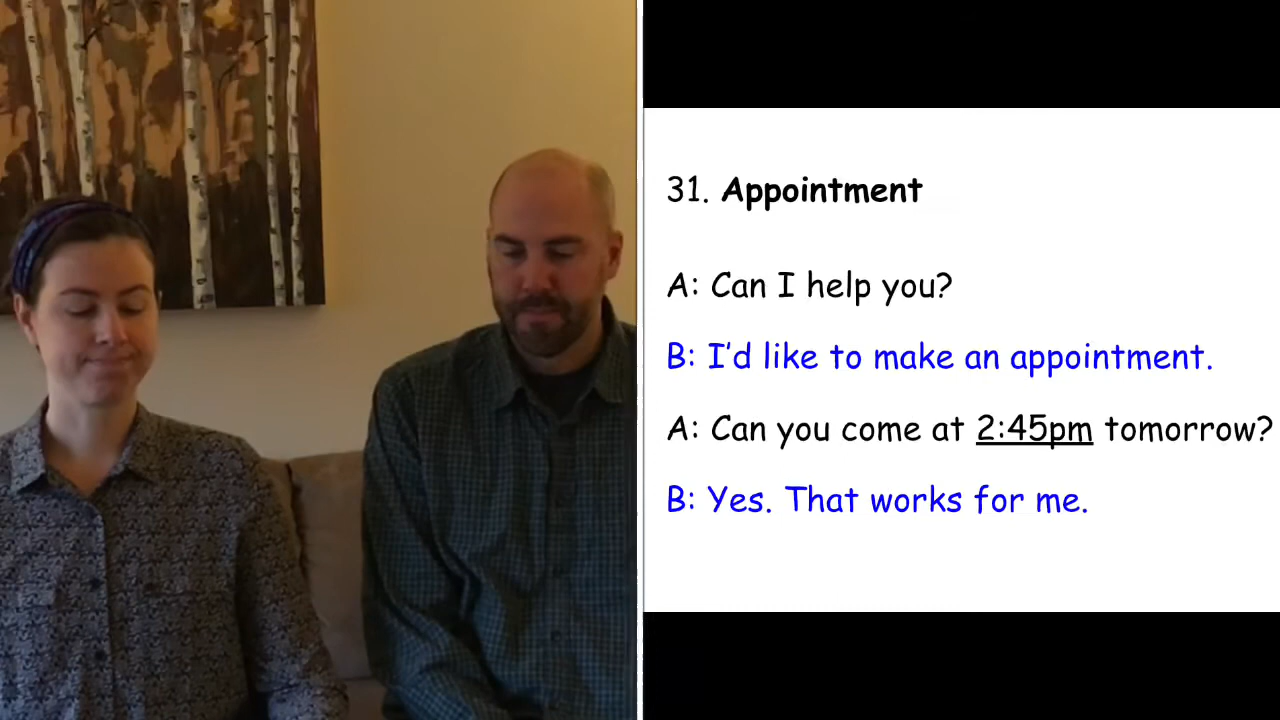 31. Appointment
A: Can I help you?
B: I'd like to make an appointment.
A: Can you come at 2:45pm tomorrow?
B: Yes. That works for me.